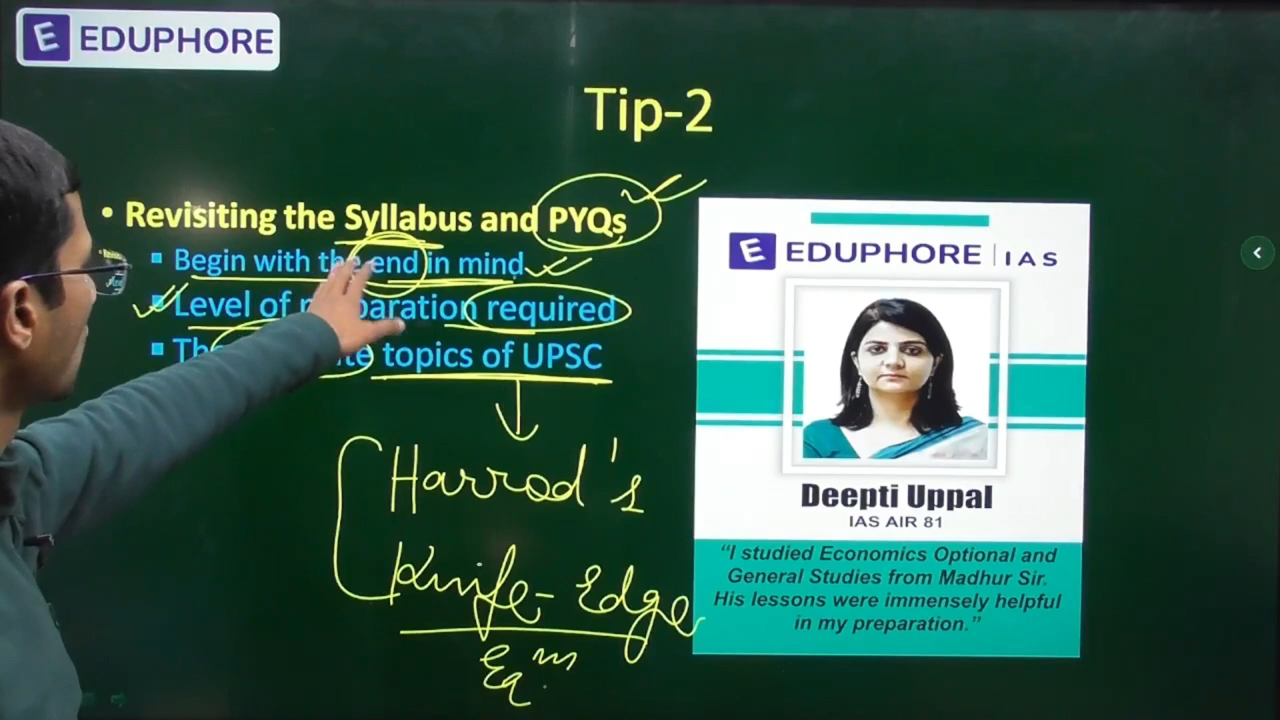 E EDUPHORE
Tip-2
• Revisiting the Syllabus and PYQs
▪ Begin with the end in mind
▪ Level of required
▪ topics of UPSC
Harrod's
Knife-Edge
Eqm.
E EDUPHORE | IAS
Deepti Uppal
IAS AIR 81
“I studied Economics Optional and
General Studies from Madhur Sir.
His lessons were immensely helpful
in my preparation.”